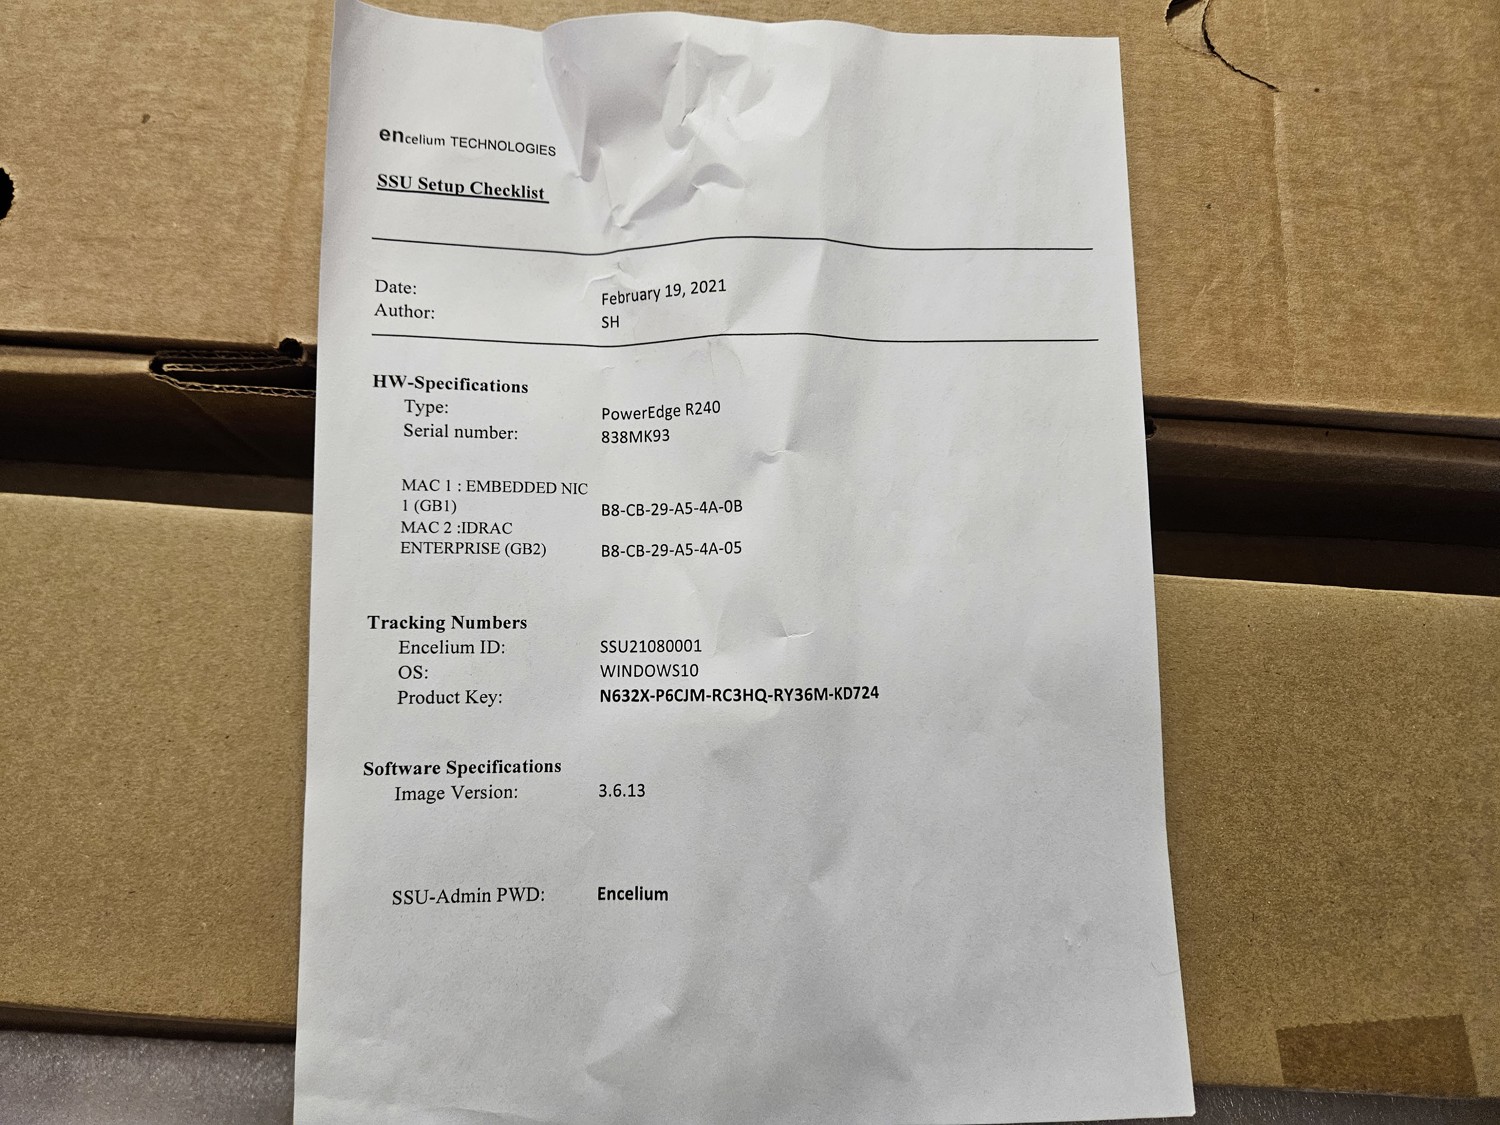 encelium TECHNOLOGIES
SSU Setup Checklist
Date: February 19, 2021
Author: SH
HW-Specifications
Type: PowerEdge R240
Serial number: 838MK93
MAC 1 : EMBEDDED NIC
1 (GB1) B8-CB-29-A5-4A-0B
MAC 2 :IDRAC
ENTERPRISE (GB2) B8-CB-29-A5-4A-05
Tracking Numbers
Encelium ID: SSU21080001
OS: WINDOWS10
Product Key: N632X-P6CJM-RC3HQ-RY36M-KD724
Software Specifications
Image Version: 3.6.13
SSU-Admin PWD: Encelium